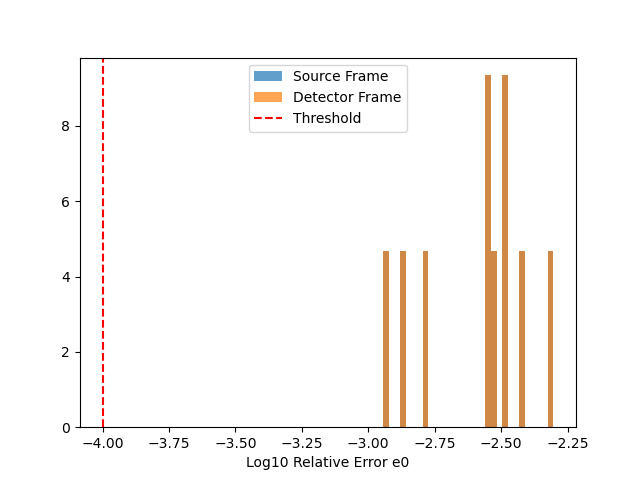 Source Frame
Detector Frame
Threshold
8
6
4
2
0
−4.00 −3.75 −3.50 −3.25 −3.00 −2.75 −2.50 −2.25
Log10 Relative Error e0